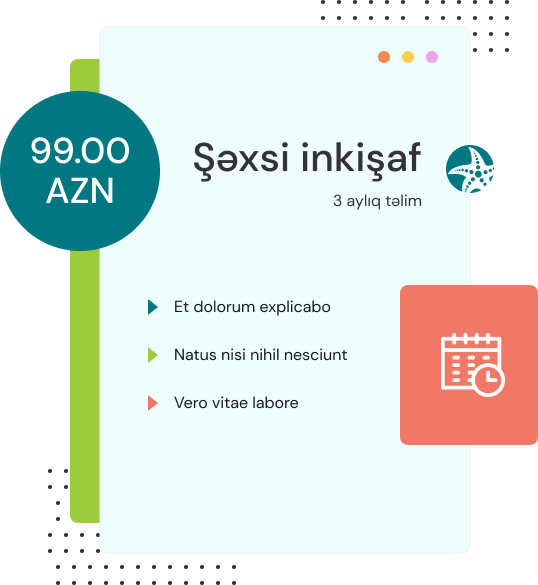 99.00
AZN
Şəxsi inkişaf
3 aylıq təlim
Et dolorum explicabo
Natus nisi nihil nesciunt
Vero vitae labore